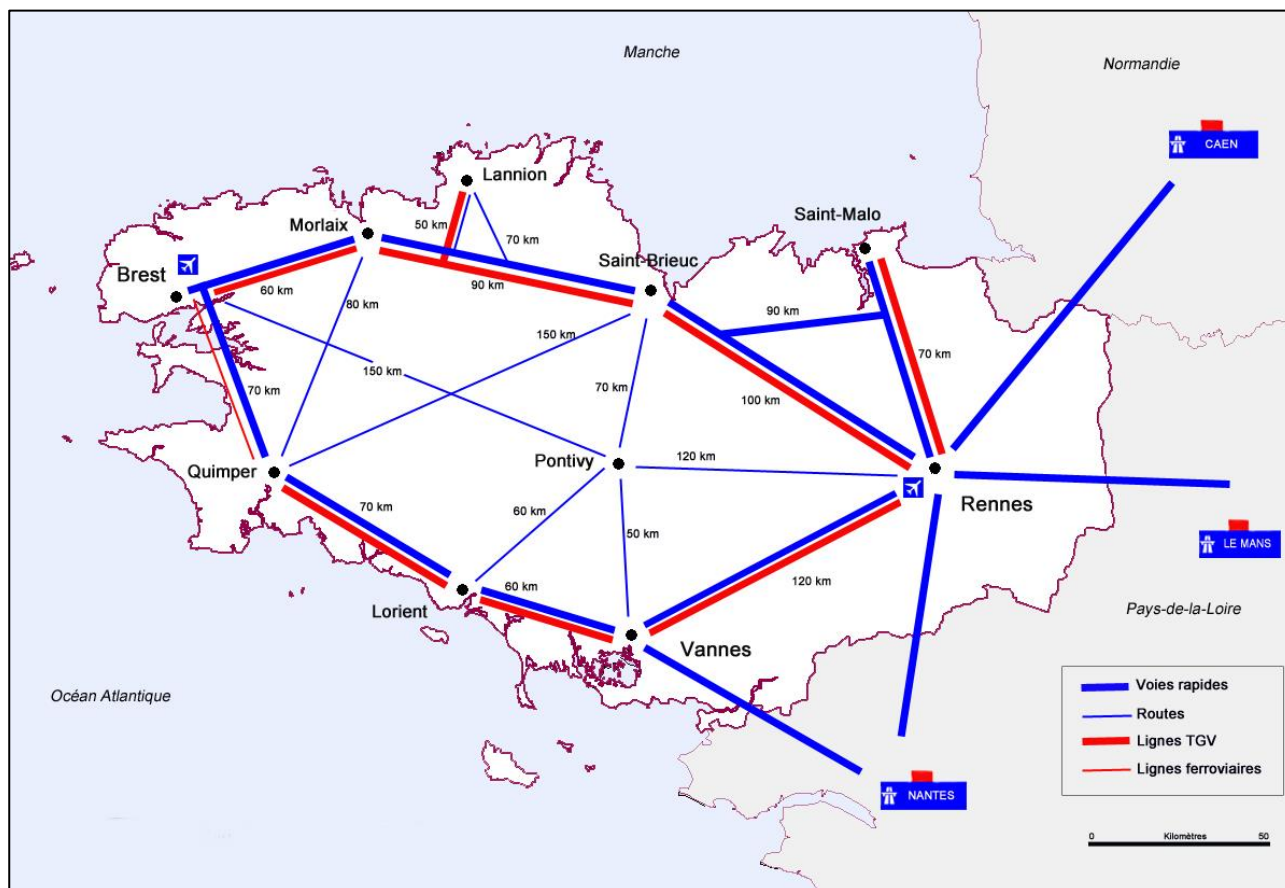 Manche
Normandie
CAEN
Lannion
Saint-Malo
Morlaix
50 km
70 km
Saint-Brieuc
Brest
60 km
90 km
80 km
150 km
90 km
70 km
150 km
70 km
70 km
100 km
Quimper
Pontivy
120 km
Rennes
70 km
60 km
50 km
LE MANS
60 km
120 km
Lorient
Pays-de-la-Loire
Vannes
Océan Atlantique
Voies rapides
Routes
Lignes TGV
Lignes ferroviaires
NANTES
0 Kilomètres 50